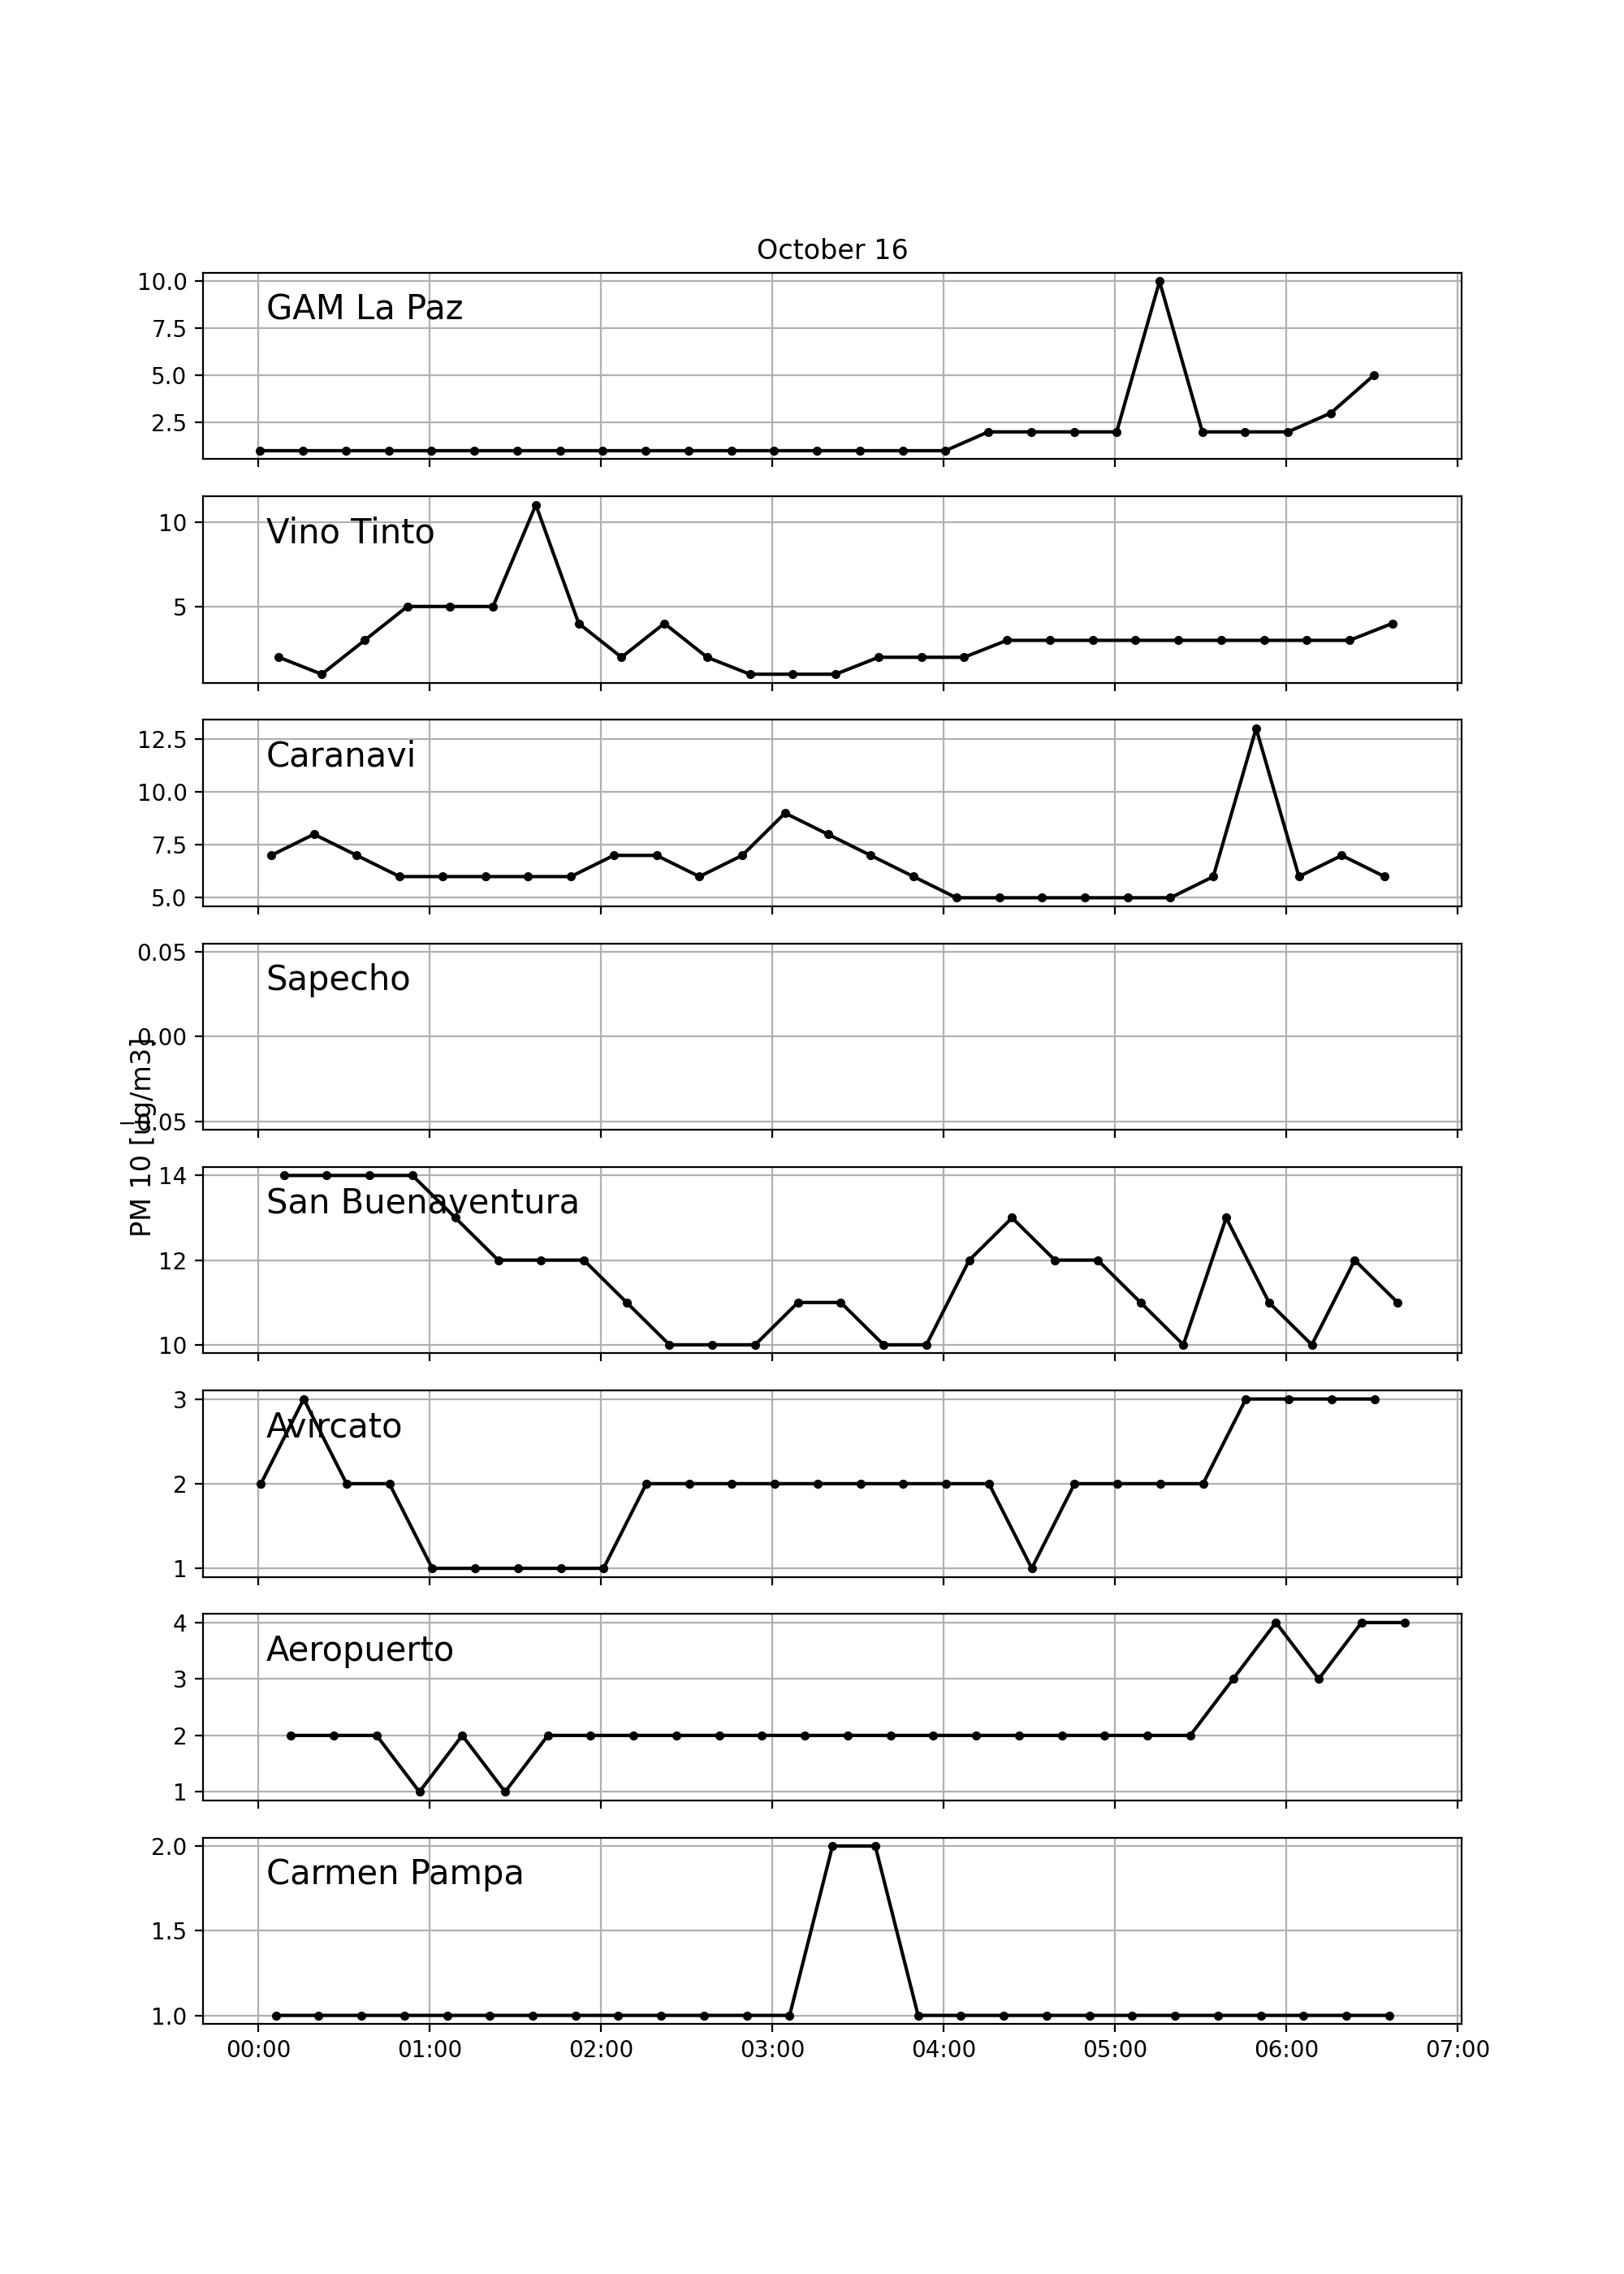 October 16
GAM La Paz
10.0
7.5
5.0
2.5
Vino Tinto
10
5
Caranavi
12.5
10.0
7.5
5.0
Sapecho
0.05
0.00
−0.05
PM 10 [ug/m3]
San Buenaventura
14
12
10
Avircato
3
2
1
Aeropuerto
4
3
2
1
Carmen Pampa
2.0
1.5
1.0
00:00 01:00 02:00 03:00 04:00 05:00 06:00 07:00